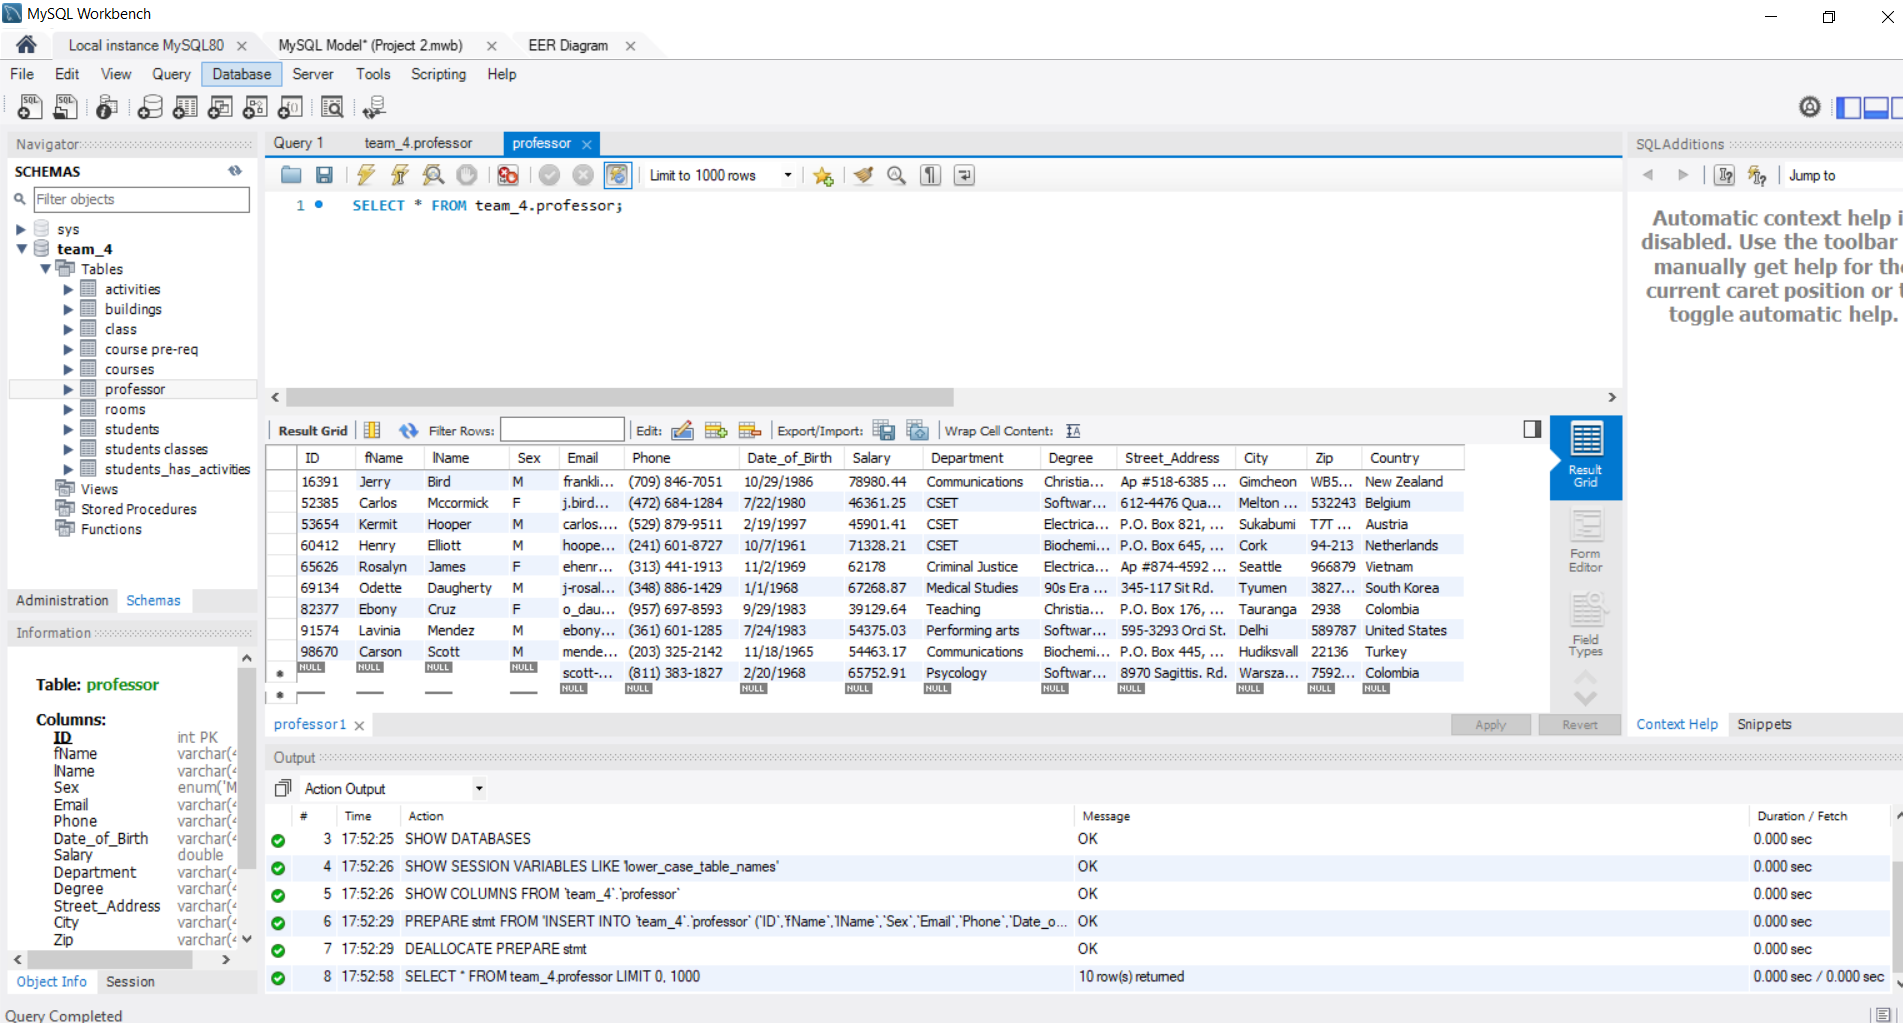 MySQL Workbench
Local instance MySQL80
MySQL Model* (Project 2.mwb)
EER Diagram
File Edit View Query Database Server Tools Scripting Help
Navigator
SCHEMAS
Filter objects
sys
team_4
Tables
activities
buildings
class
course pre-req
courses
professor
rooms
students
students classes
students_has_activities
Views
Stored Procedures
Functions
Administration Schemas
Information
Table: professor
Columns:
ID int PK
fName varchar(4
lName varchar(4
Sex enum('M
Email varchar(4
Phone varchar(4
Date_of_Birth varchar(4
Salary double
Department varchar(4
Degree varchar(4
Street_Address varchar(4
City varchar(4
Zip varchar(4
Object Info Session
Query Completed
Query 1 team_4.professor professor
Limit to 1000 rows
1 SELECT * FROM team_4.professor;
Result Grid Filter Rows: Edit: Export/Import: Wrap Cell Content:
ID fName lName Sex Email Phone Date_of_Birth Salary Department Degree Street_Address City Zip Country
16391 Jerry Bird M frankli... (709) 846-7051 10/29/1986 78980.44 Communications Christia... Ap #518-6385 ... Gimcheon WB5... New Zealand
52385 Carlos Mccormick F j.bird... (472) 684-1284 7/22/1980 46361.25 CSET Softwar... 612-4476 Qua... Melton ... 532243 Belgium
53654 Kermit Hooper M carlos.... (529) 879-9511 2/19/1997 45901.41 CSET Electrica... P.O. Box 821, ... Sukabumi T7T ... Austria
60412 Henry Elliott M hoope... (241) 601-8727 10/7/1961 71328.21 CSET Biochemi... P.O. Box 645, ... Cork 94-213 Netherlands
65626 Rosalyn James F ehenr... (313) 441-1913 11/2/1969 62178 Criminal Justice Electrica... Ap #874-4592 ... Seattle 966879 Vietnam
69134 Odette Daugherty M j-rosal... (348) 886-1429 1/1/1968 67268.87 Medical Studies 90s Era ... 345-117 Sit Rd. Tyumen 3827... South Korea
82377 Ebony Cruz F o_dau... (957) 697-8593 9/29/1983 39129.64 Teaching Christia... P.O. Box 176, ... Tauranga 2938 Colombia
91574 Lavinia Mendez M ebony... (361) 601-1285 7/24/1983 54375.03 Performing arts Softwar... 595-3293 Orci St. Delhi 589787 United States
98670 Carson Scott M mende... (203) 325-2142 11/18/1965 54463.17 Communications Biochemi... P.O. Box 445, ... Hudiksvall 22136 Turkey
NULL NULL NULL NULL scott-... (811) 383-1827 2/20/1968 65752.91 Psycology Softwar... 8970 Sagittis. Rd. Warsza... 7592... Colombia
NULL NULL NULL NULL NULL NULL NULL NULL NULL NULL
Result
Grid
Form
Editor
Field
Types
professor1
Apply Revert
Output
Action Output
# Time Action Message Duration / Fetch
3 17:52:25 SHOW DATABASES OK 0.000 sec
4 17:52:26 SHOW SESSION VARIABLES LIKE 'lower_case_table_names' OK 0.000 sec
5 17:52:26 SHOW COLUMNS FROM `team_4`.`professor` OK 0.000 sec
6 17:52:29 PREPARE stmt FROM 'INSERT INTO `team_4`.`professor` (`ID`,`fName`,`lName`,`Sex`,`Email`,`Phone`,`Date_o... OK 0.000 sec
7 17:52:29 DEALLOCATE PREPARE stmt OK 0.000 sec
8 17:52:58 SELECT * FROM team_4.professor LIMIT 0, 1000 10 row(s) returned 0.000 sec / 0.000 sec
SQLAdditions
Jump to
Automatic context help i
disabled. Use the toolbar
manually get help for the
current caret position or t
toggle automatic help.
Context Help Snippets